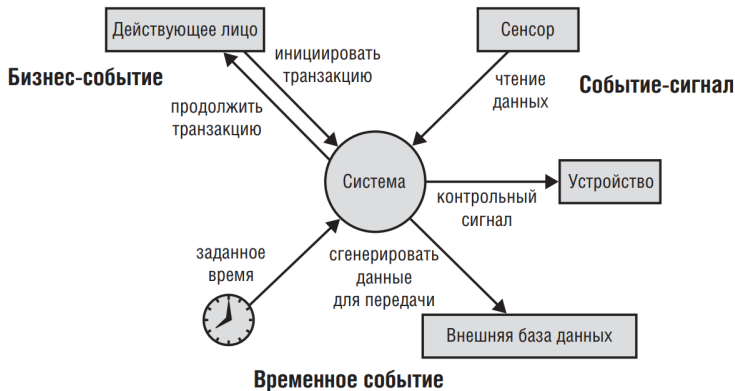 Действующее лицо
Сенсор
инициировать
транзакцию
Бизнес-событие
чтение
данных
Событие-сигнал
продолжить
транзакцию
Система
Устройство
контрольный
сигнал
заданное
время
сгенерировать
данные
для передачи
Внешняя база данных
Временное событие